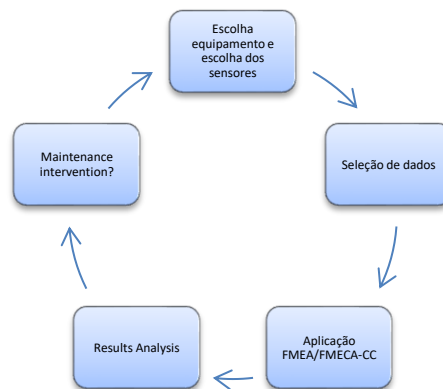 Escolha
equipamento e
escolha dos
sensores
Seleção de dados
Aplicação
FMEA/FMECA-CC
Results Analysis
Maintenance
intervention?